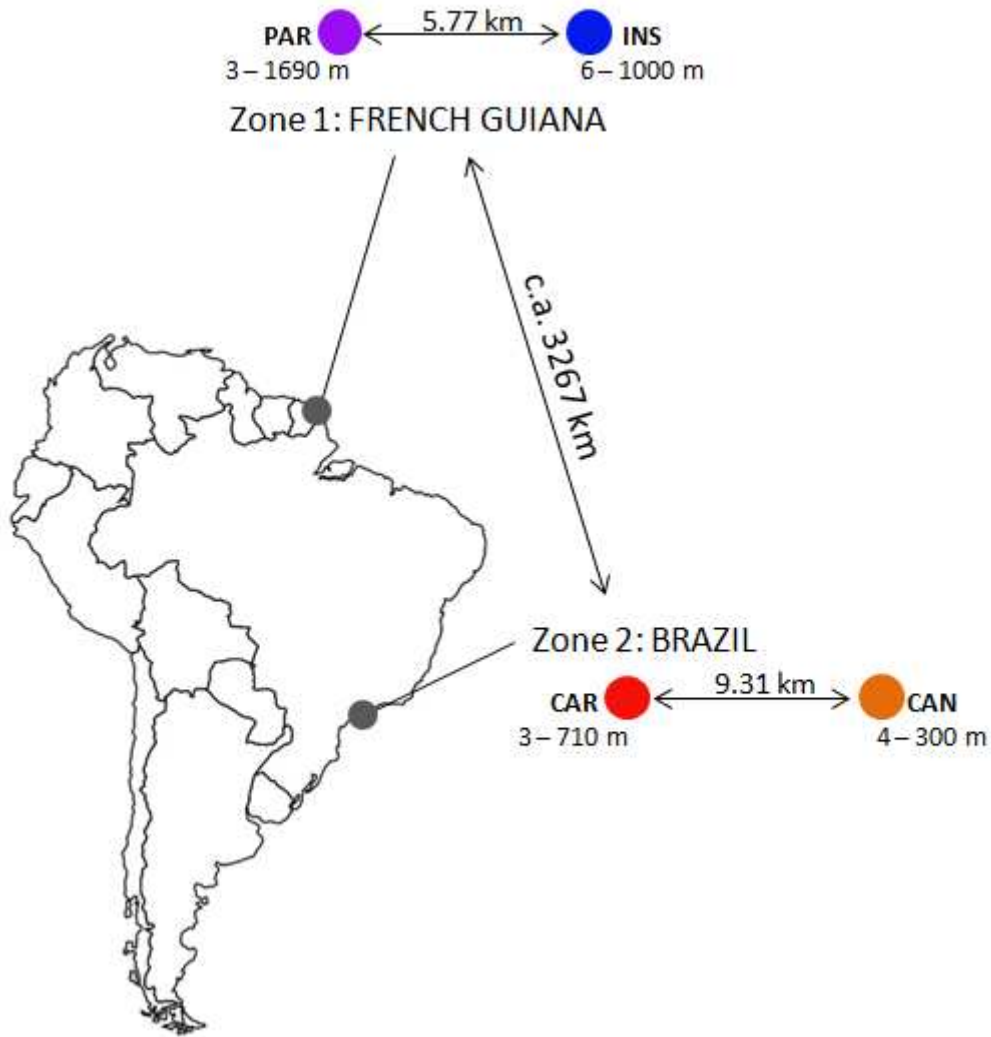 PAR
5.77 km
INS
3 – 1690 m
6 – 1000 m
Zone 1: FRENCH GUIANA
c.a. 3267 km
Zone 2: BRAZIL
CAR
9.31 km
CAN
3 – 710 m
4 – 300 m